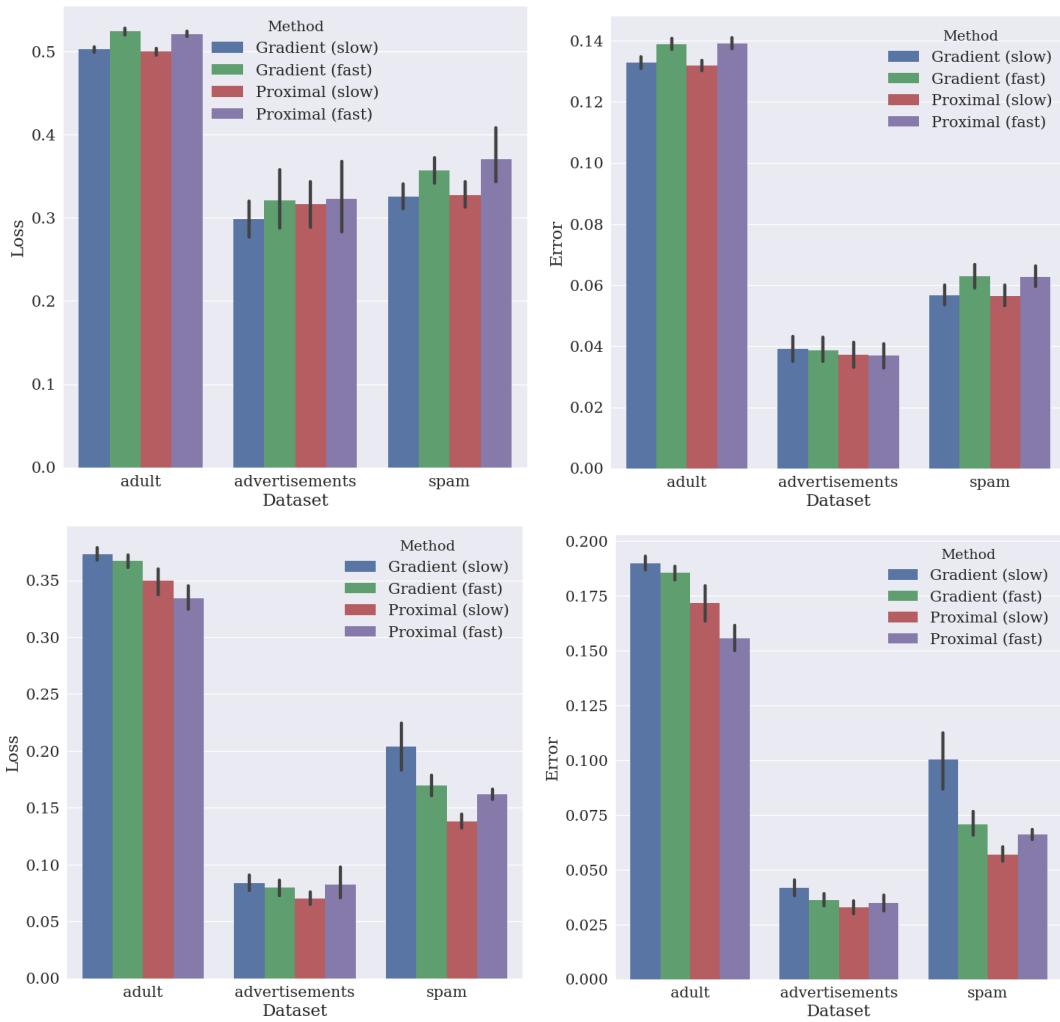 Method
Gradient (slow)
Gradient (fast)
Proximal (slow)
Proximal (fast)
0.5
0.4
0.3
0.2
0.1
0.0
Loss
adult
advertisements
spam
Dataset
Method
Gradient (slow)
Gradient (fast)
Proximal (slow)
Proximal (fast)
0.14
0.12
0.10
0.08
0.06
0.04
0.02
0.00
Error
adult
advertisements
spam
Dataset
Method
Gradient (slow)
Gradient (fast)
Proximal (slow)
Proximal (fast)
0.35
0.30
0.25
0.20
0.15
0.10
0.05
0.00
Loss
adult
advertisements
spam
Dataset
Method
Gradient (slow)
Gradient (fast)
Proximal (slow)
Proximal (fast)
0.200
0.175
0.150
0.125
0.100
0.075
0.050
0.025
0.000
Error
adult
advertisements
spam
Dataset